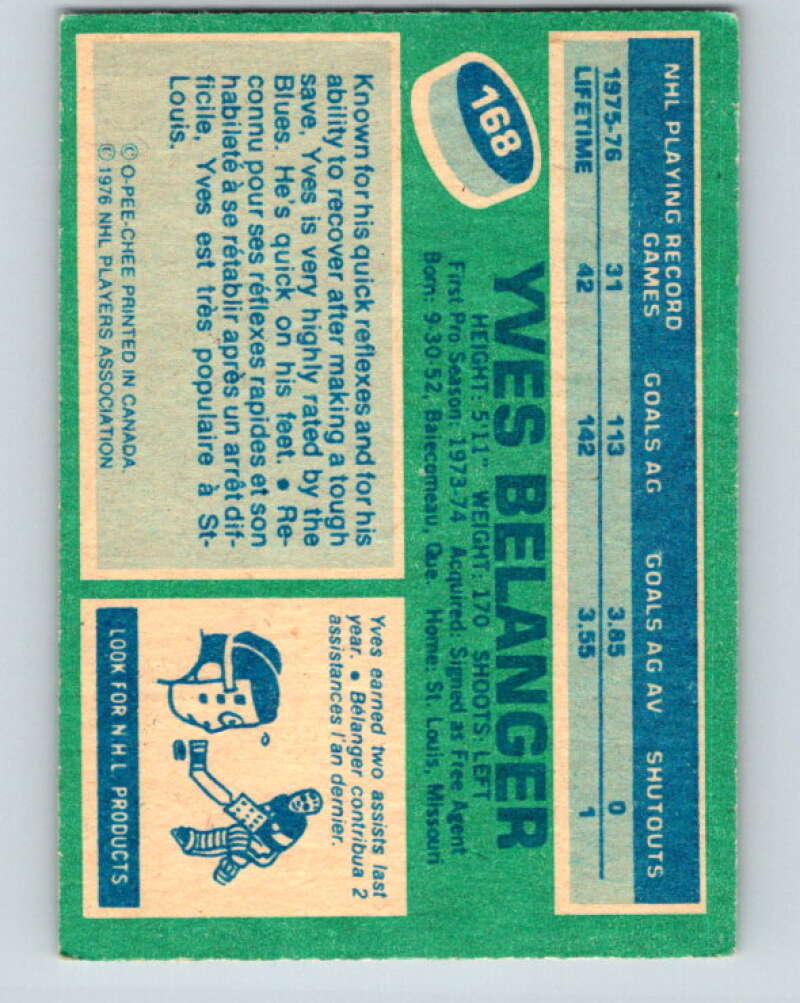 168
NHL PLAYING RECORD
GAMES GOALS AG GOALS AG AV SHUTOUTS
1975-76 31 113 3.85 0
LIFETIME 42 142 3.55 1
YVES BELANGER
HEIGHT: 5'11" WEIGHT: 170 SHOOTS: LEFT
First Pro Season: 1973-74 Acquired: Signed as Free Agent
Born: 9-30-52, Baiecomeau, Que. Home: St. Louis, Missouri
Known for his quick reflexes and for his
ability to recover after making a tough
save, Yves is very highly rated by the
Blues. He's quick on his feet. • Re-
connu pour ses réflexes rapides et son
habileté à se rétablir après un arrêt dif-
ficile, Yves est très populaire à St-
Louis.
© O-PEE-CHEE PRINTED IN CANADA.
© 1976 NHL PLAYERS ASSOCIATION
Yves earned two assists last
year. • Belanger contribua 2
assistances l'an dernier.
LOOK FOR N.H.L. PRODUCTS